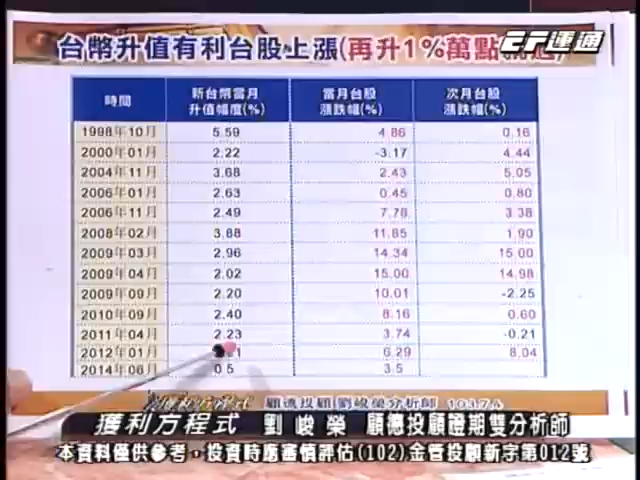 台幣升值有利台股上漲(再升1%萬點
ET運通
時間 新台幣當月升值幅度(%) 當月台股漲跌幅(%) 次月台股漲跌幅(%)
1998年10月 5.59 4.86 0.16
2000年01月 2.22 -3.17 4.44
2004年11月 3.68 2.43 5.05
2006年01月 2.63 0.45 0.80
2006年11月 2.49 7.78 3.38
2008年02月 3.88 11.85 1.90
2009年03月 2.96 14.34 15.00
2009年04月 2.02 15.00 14.98
2009年09月 2.20 10.01 -2.25
2010年09月 2.40 8.16 0.60
2011年04月 2.23 3.74 -0.21
2012年01月 6.29 8.04
2014年06月 0.5 3.5
顧德投顧 劉峻榮分析師
獲利方程式 劉峻榮 顧德投顧證期雙分析師
本資料僅供參考，投資時應審慎評估(102)金管投顧新字第012號